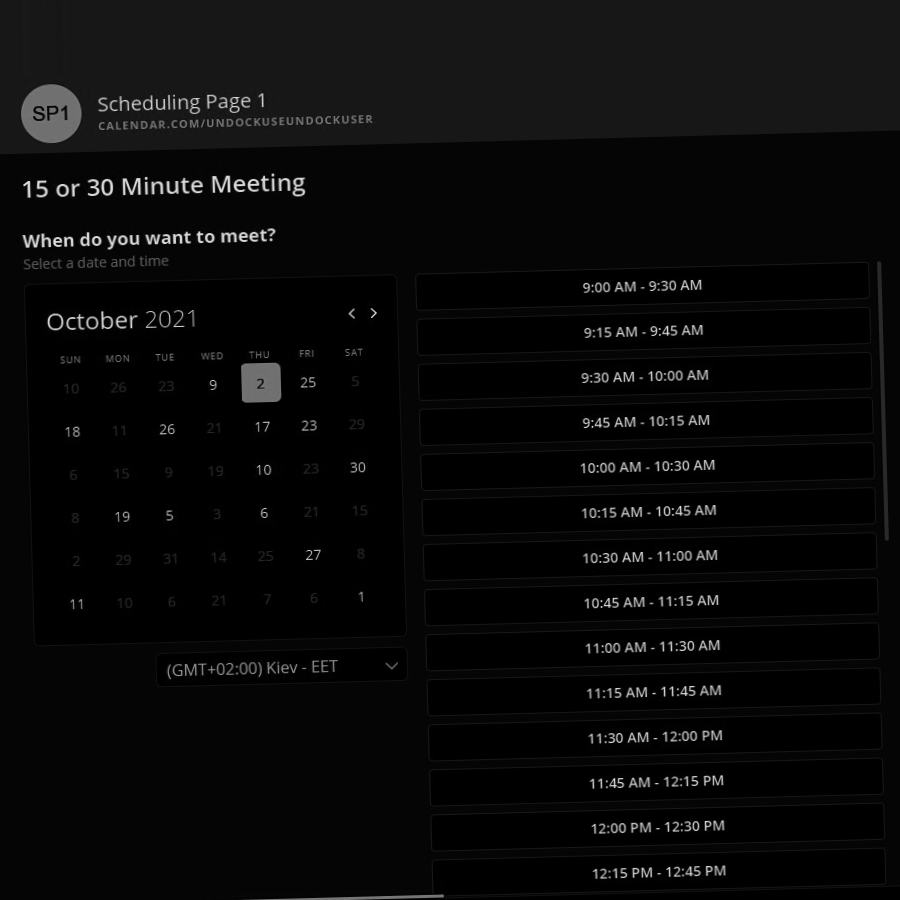 SP1
Scheduling Page 1
CALENDAR.COM/UNDOCKUSEUNDOCKUSER
15 or 30 Minute Meeting
When do you want to meet?
Select a date and time
October 2021
SUN MON TUE WED THU FRI SAT
10 26 23 9 2 25 5
18 11 26 21 17 23 29
6 15 9 19 10 23 30
8 19 5 3 6 21 15
2 29 31 14 25 27 8
11 10 6 21 7 6 1
(GMT+02:00) Kiev - EET
9:00 AM - 9:30 AM
9:15 AM - 9:45 AM
9:30 AM - 10:00 AM
9:45 AM - 10:15 AM
10:00 AM - 10:30 AM
10:15 AM - 10:45 AM
10:30 AM - 11:00 AM
10:45 AM - 11:15 AM
11:00 AM - 11:30 AM
11:15 AM - 11:45 AM
11:30 AM - 12:00 PM
11:45 AM - 12:15 PM
12:00 PM - 12:30 PM
12:15 PM - 12:45 PM